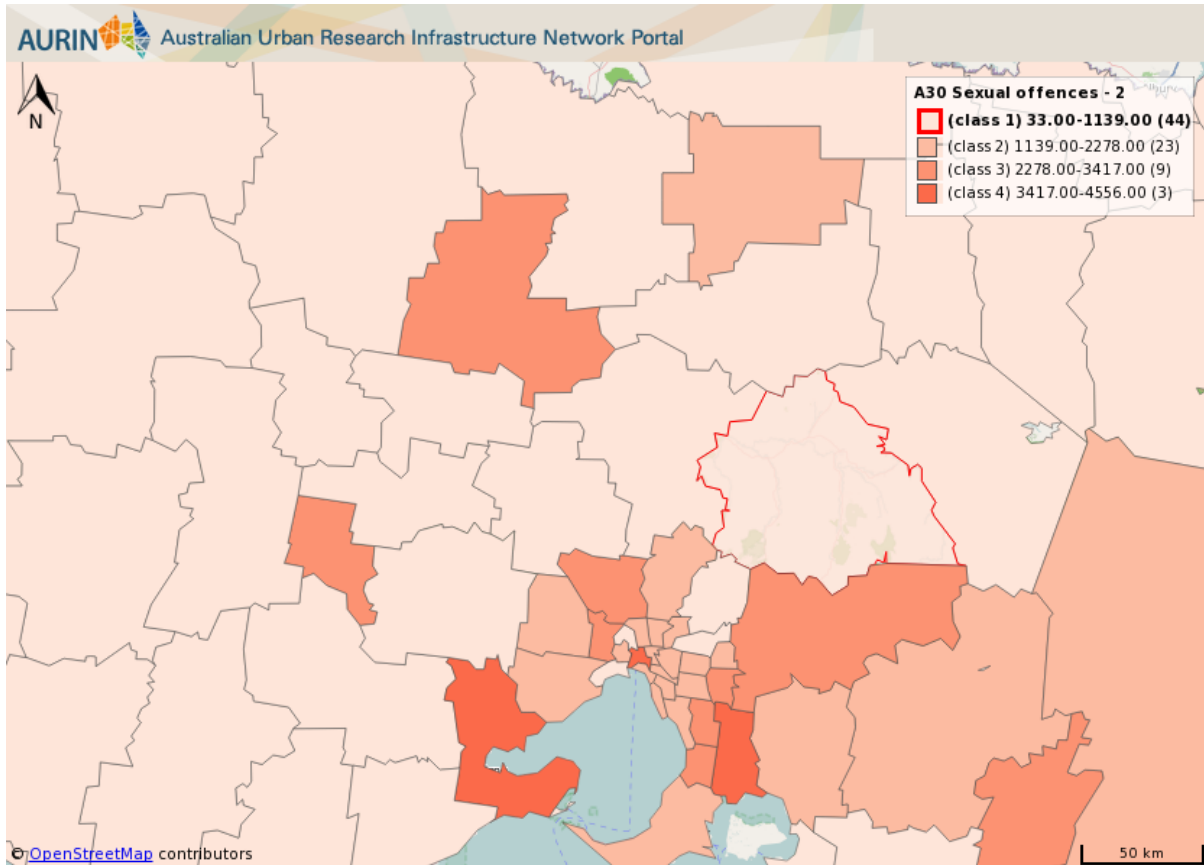 AURIN Australian Urban Research Infrastructure Network Portal
N
A30 Sexual offences - 2
(class 1) 33.00-1139.00 (44)
(class 2) 1139.00-2278.00 (23)
(class 3) 2278.00-3417.00 (9)
(class 4) 3417.00-4556.00 (3)
© OpenStreetMap contributors
50 km